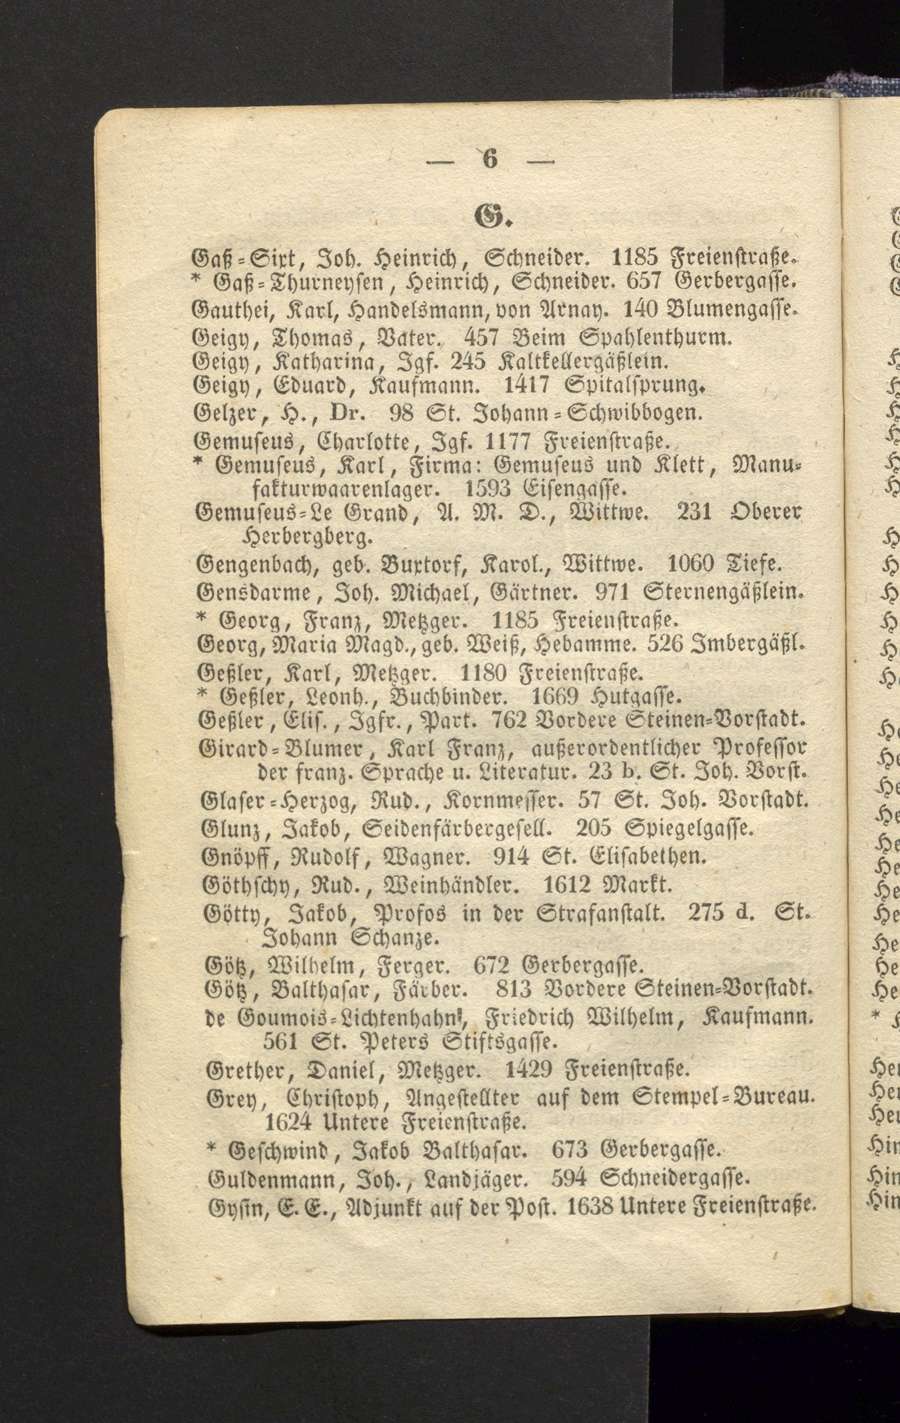 — 6 —
G.
Gaß-Sixt, Joh. Heinrich, Schneider. 1185 Freienstraße.
* Gaß-Thurneysen, Heinrich, Schneider. 657 Gerbergasse.
Gauthei, Karl, Handelsmann, von Arnay. 140 Blumengasse.
Geigy, Thomas, Vater. 457 Beim Spahlenthurm.
Geigy, Katharina, Igf. 245 Kaltkellergäßlein.
Geigy, Eduard, Kaufmann. 1417 Spitalsprung.
Gelzer, H., Dr. 98 St. Johann-Schwibbogen.
Gemuseus, Charlotte, Igf. 1177 Freienstraße.
* Gemuseus, Karl, Firma: Gemuseus und Klett, Manu-
fakturwaarenlager. 1593 Eisengasse.
Gemuseus-Le Grand, A. M. D., Wittwe. 231 Oberer
Herbergberg.
Gengenbach, geb. Buxtorf, Karol., Wittwe. 1060 Tiefe.
Gensdarme, Joh. Michael, Gärtner. 971 Sternengäßlein.
* Georg, Franz, Metzger. 1185 Freienstraße.
Georg, Maria Magd., geb. Weiß, Hebamme. 526 Imbergäßl.
Geßler, Karl, Metzger. 1180 Freienstraße.
* Geßler, Leonh., Buchbinder. 1669 Hutgasse.
Geßler, Elis., Igfr., Part. 762 Vordere Steinen-Vorstadt.
Girard-Blumer, Karl Franz, außerordentlicher Professor
der franz. Sprache u. Literatur. 23 b. St. Joh. Vorst.
Glaser-Herzog, Rud., Kornmesser. 57 St. Joh. Vorstadt.
Glunz, Jakob, Seidenfärbergesell. 205 Spiegelgasse.
Gnöpff, Rudolf, Wagner. 914 St. Elisabethen.
Göthschy, Rud., Weinhändler. 1612 Markt.
Götty, Jakob, Profos in der Strafanstalt. 275 d. St.
Johann Schanze.
Götz, Wilhelm, Ferger. 672 Gerbergasse.
Götz, Balthasar, Färber. 813 Vordere Steinen-Vorstadt.
de Goumois-Lichtenhahn, Friedrich Wilhelm, Kaufmann.
561 St. Peters Stiftsgasse.
Grether, Daniel, Metzger. 1429 Freienstraße.
Grey, Christoph, Angestellter auf dem Stempel-Bureau.
1624 Untere Freienstraße.
* Geschwind, Jakob Balthasar. 673 Gerbergasse.
Guldenmann, Joh., Landjäger. 594 Schneidergasse.
Gysin, E. E., Adjunkt auf der Post. 1638 Untere Freienstraße.